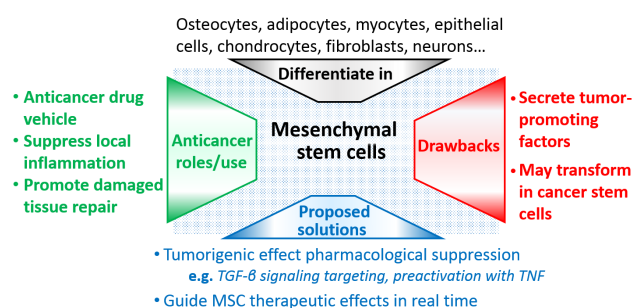 Osteocytes, adipocytes, myocytes, epithelial
cells, chondrocytes, fibroblasts, neurons…
Differentiate in
• Anticancer drug
vehicle
• Suppress local
inflammation
• Promote damaged
tissue repair
Anticancer
roles/use
Mesenchymal
stem cells
Drawbacks
• Secrete tumor-
promoting
factors
• May transform
in cancer stem
cells
Proposed
solutions
• Tumorigenic effect pharmacological suppression
e.g. TGF-β signaling targeting, preactivation with TNF
• Guide MSC therapeutic effects in real time